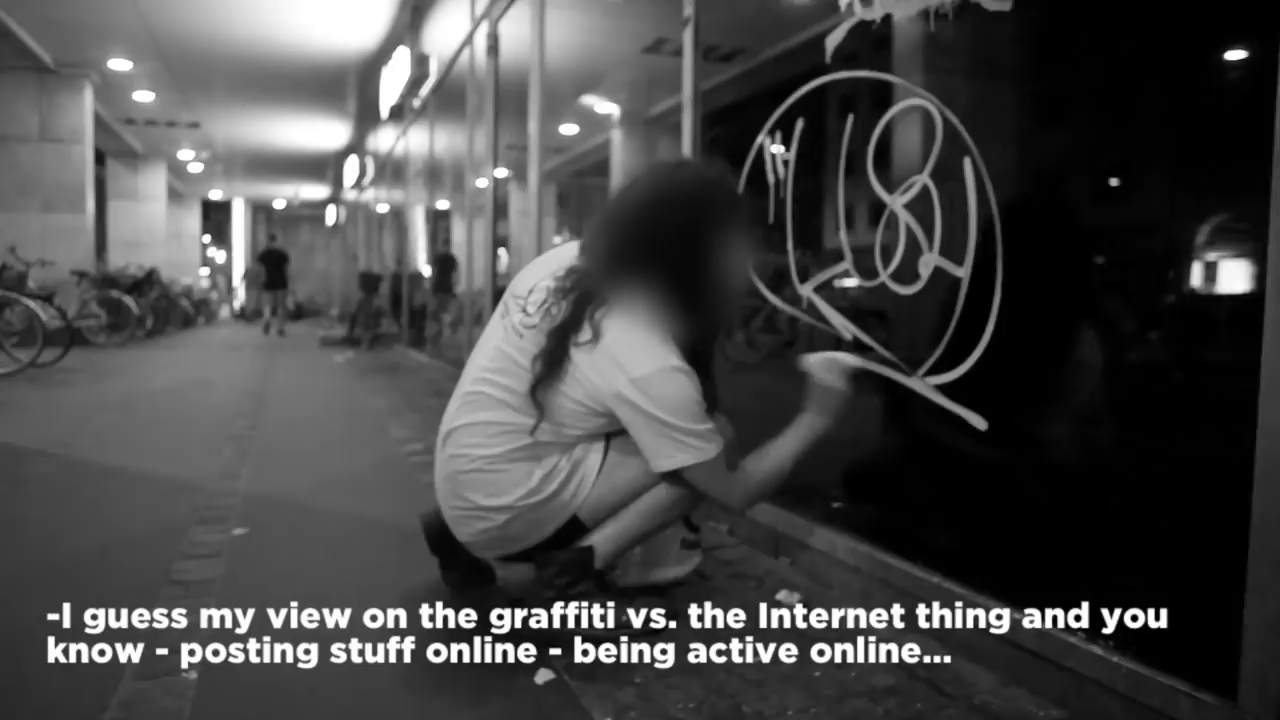 -I guess my view on the graffiti vs. the Internet thing and you
know - posting stuff online - being active online...